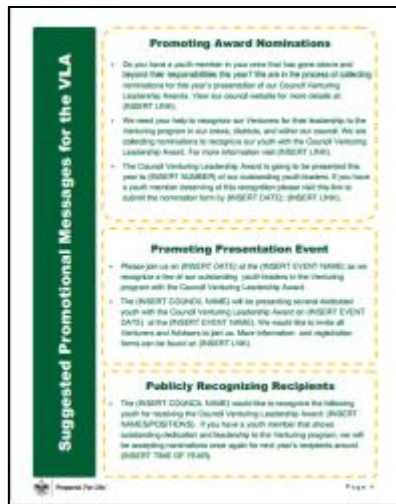 Suggested Promotional Messages for the VLA
Promoting Award Nominations
• Do you have a youth member in your crew that has gone above and
beyond their responsibilities this year? We are in the process of collecting
nominations for this year's presentation of our Council Venturing
Leadership Awards. View our council website for more details at
(INSERT LINK).
• We need your help to recognize our Venturers for their leadership to the
Venturing program in our crews, districts, and within our council. We are
collecting nominations to recognize our youth with the Council Venturing
Leadership Award. For more information visit (INSERT LINK).
• The Council Venturing Leadership Award is going to be presented this
year to (INSERT NUMBER) of our outstanding youth leaders. If you have
a youth member deserving of this recognition please visit this link to
submit the nomination form by (INSERT DATE): (INSERT LINK).
Promoting Presentation Event
• Please join us on (INSERT DATE) at the (INSERT EVENT NAME) as we
recognize a few of our outstanding youth leaders in the Venturing
program with the Council Venturing Leadership Award.
• The (INSERT COUNCIL NAME) will be presenting several dedicated
youth with the Council Venturing Leadership Award on (INSERT EVENT
DATE) at the (INSERT EVENT NAME). We would like to invite all
Venturers and Advisors to join us. More information and registration
forms can be found on (INSERT LINK).
Publicly Recognizing Recipients
• The (INSERT COUNCIL NAME) would like to recognize the following
youth for receiving the Council Venturing Leadership Award: (INSERT
NAMES/POSITIONS). If you have a youth member that shows
outstanding dedication and leadership to the Venturing program, we will
be accepting nominations once again for next year's recipients around
(INSERT TIME OF YEAR).
Prepared. For Life.
Page